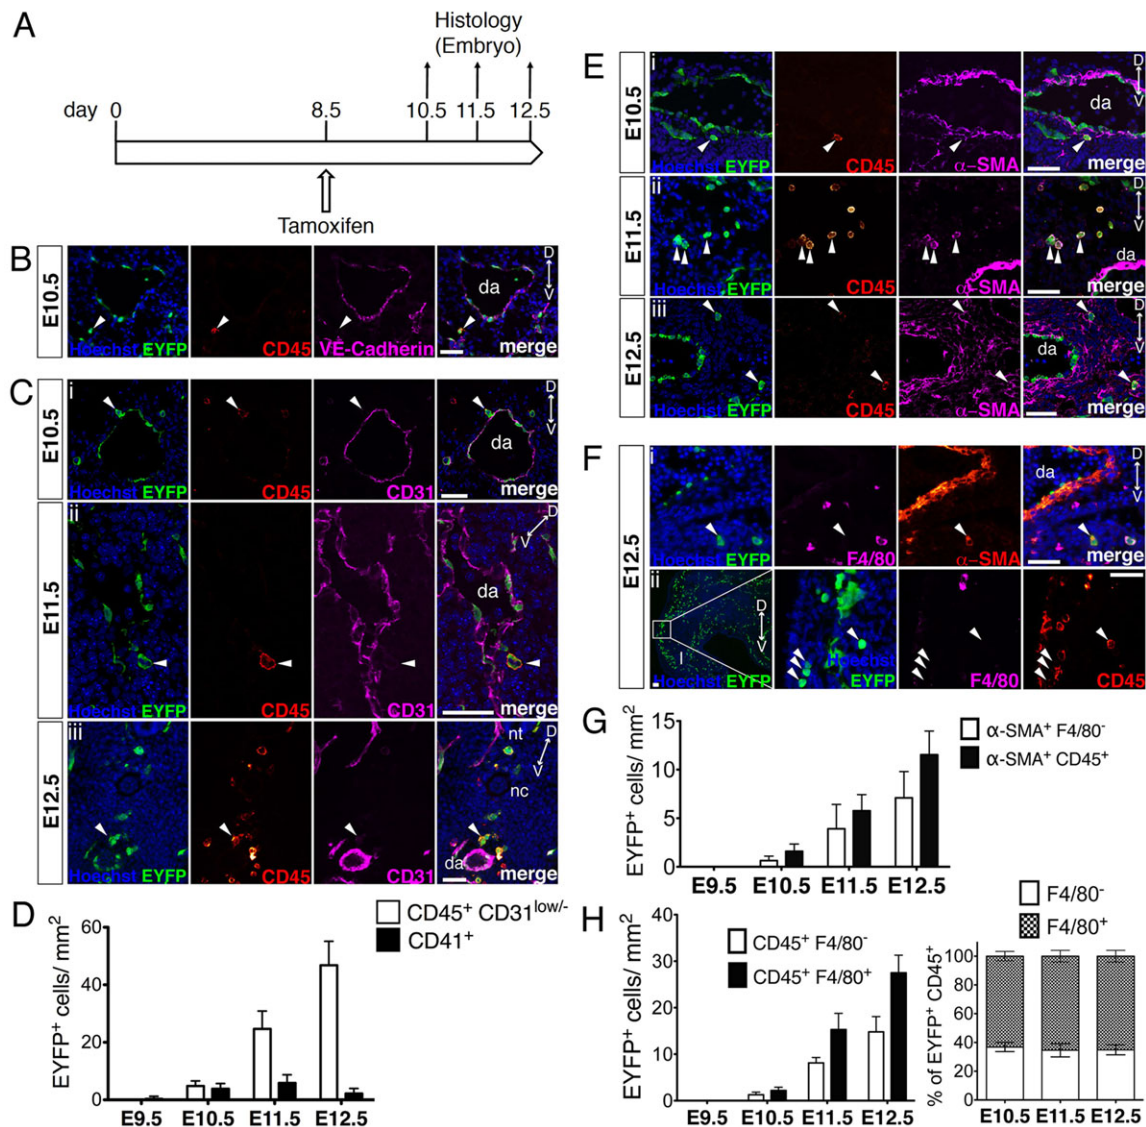 A
Histology
(Embryo)
day 0 8.5 10.5 11.5 12.5
Tamoxifen
B
E10.5
Hoechst EYFP CD45 VE-Cadherin merge
da
D
V
C
i
E10.5
Hoechst EYFP CD45 CD31 merge
da
D
V
ii
E11.5
Hoechst EYFP CD45 CD31 merge
da
D
V
iii
E12.5
Hoechst EYFP CD45 CD31 merge
nt
nc
da
D
V
D
EYFP+ cells/ mm²
60
40
20
0
CD45+ CD31low/-
CD41+
E9.5 E10.5 E11.5 E12.5
E
i
E10.5
Hoechst EYFP CD45 α-SMA merge
da
D
V
ii
E11.5
Hoechst EYFP CD45 α-SMA merge
da
D
V
iii
E12.5
Hoechst EYFP CD45 α-SMA merge
da
D
V
F
E12.5
i
Hoechst EYFP F4/80 α-SMA merge
da
D
V
ii
Hoechst EYFP
l
D
V
Hoechst
EYFP F4/80 CD45
G
EYFP+ cells/ mm²
15
10
5
0
α-SMA+ F4/80-
α-SMA+ CD45+
E9.5 E10.5 E11.5 E12.5
H
EYFP+ cells/ mm²
40
30
20
10
0
CD45+ F4/80-
CD45+ F4/80+
E9.5 E10.5 E11.5 E12.5
F4/80-
F4/80+
% of EYFP+ CD45+
100
80
60
40
20
0
E10.5 E11.5 E12.5